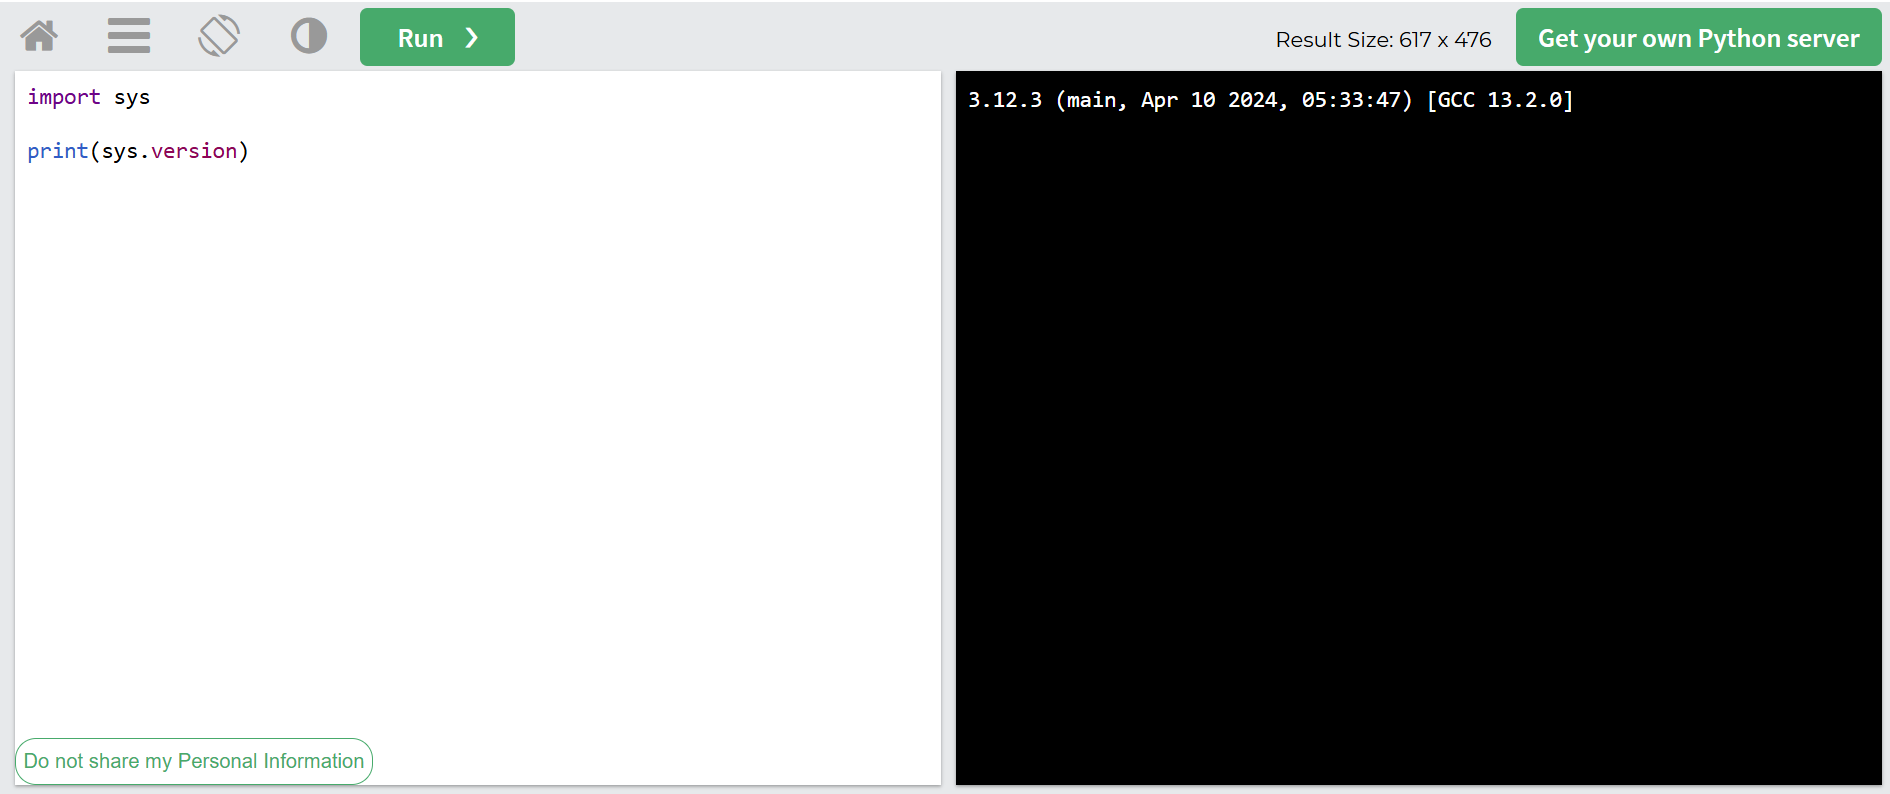 Run ❯
Result Size: 617 x 476
Get your own Python server
import sys
print(sys.version)
3.12.3 (main, Apr 10 2024, 05:33:47) [GCC 13.2.0]
Do not share my Personal Information